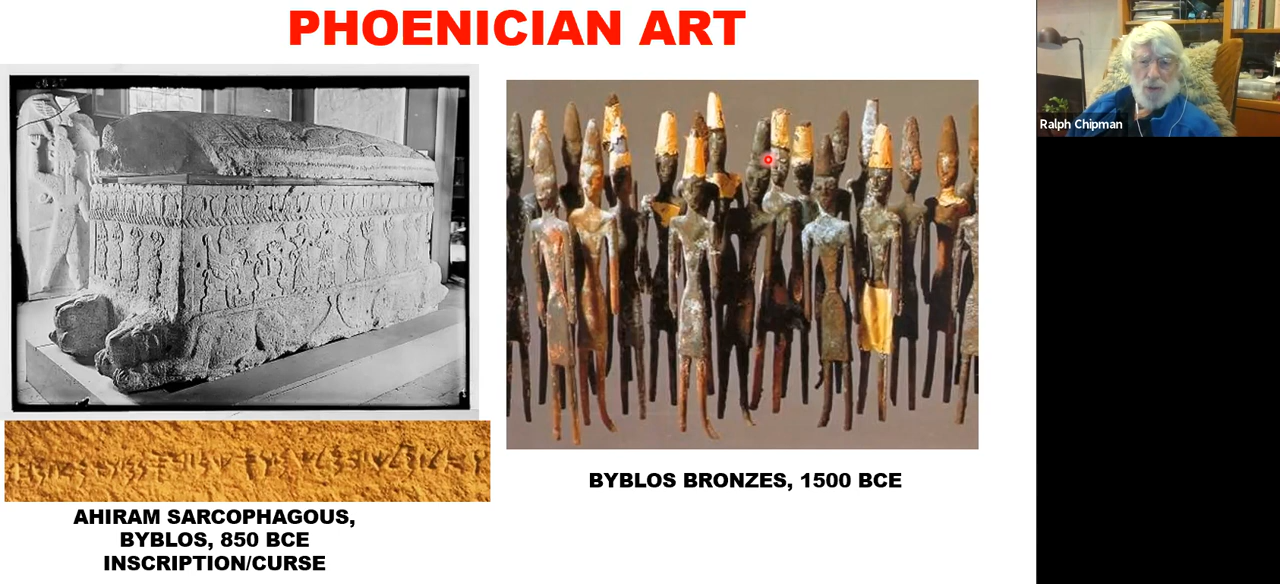 PHOENICIAN ART
Ralph Chipman
BYBLOS BRONZES, 1500 BCE
AHIRAM SARCOPHAGOUS,
BYBLOS, 850 BCE
INSCRIPTION/CURSE